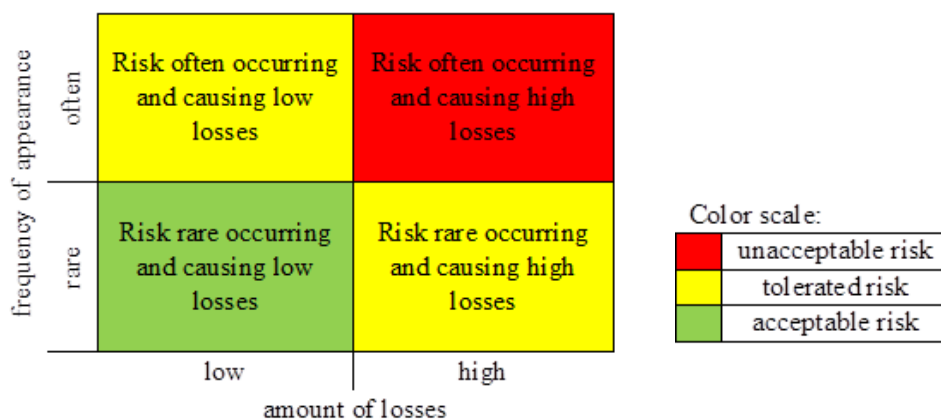 frequency of appearance
often
Risk often occurring
and causing low
losses
Risk often occurring
and causing high
losses
rare
Risk rare occurring
and causing low
losses
Risk rare occurring
and causing high
losses
low
high
amount of losses
Color scale:
unacceptable risk
tolerated risk
acceptable risk